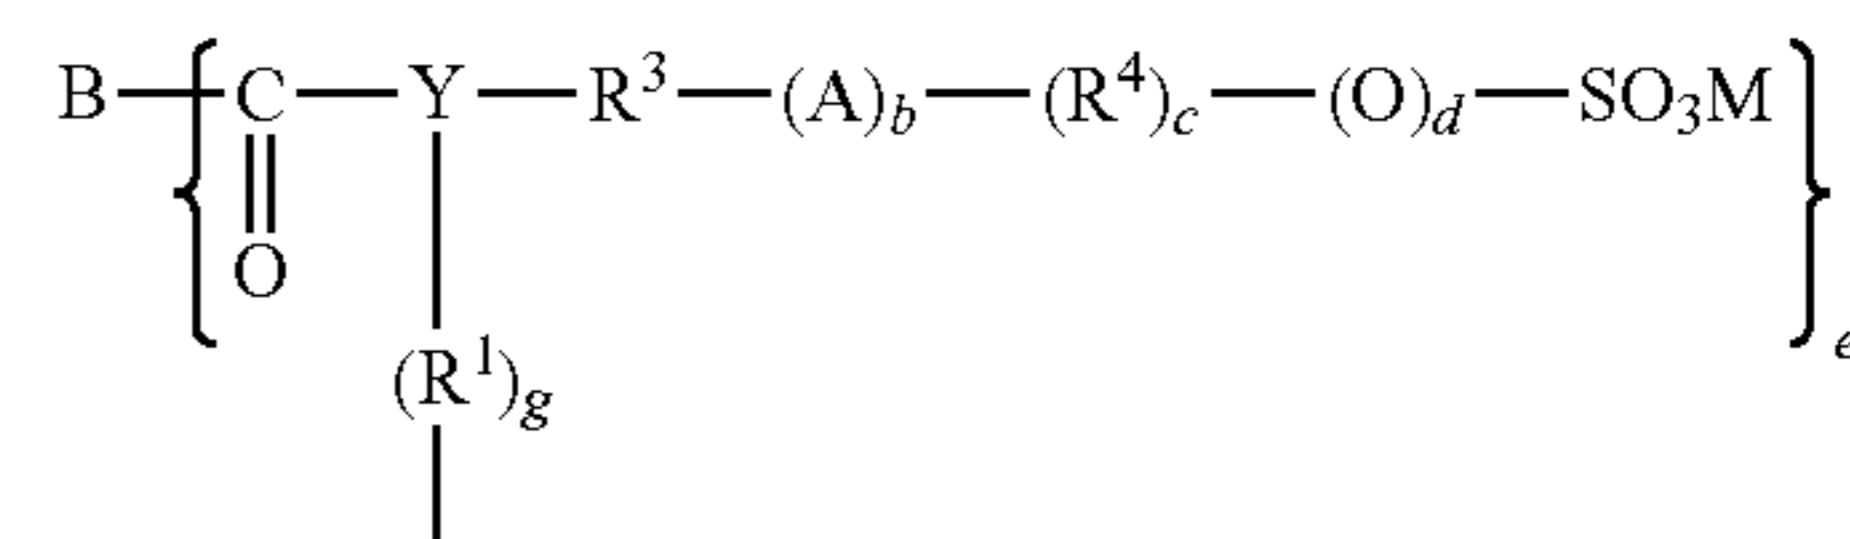 B—{C—Y—R³—(A)b—(R⁴)c—(O)d—SO₃M}
O
e
(R¹)g